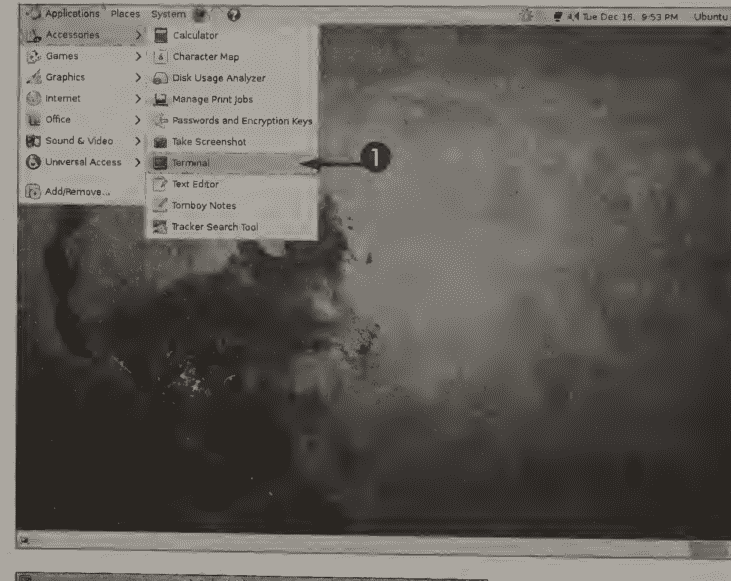 Applications Places System
Tue Dec 16, 9:53 PM Ubuntu
Accessories
Games
Graphics
Internet
Office
Sound & Video
Universal Access
Add/Remove...
Calculator
Character Map
Disk Usage Analyzer
Manage Print Jobs
Passwords and Encryption Keys
Take Screenshot
Terminal
Text Editor
Tomboy Notes
Tracker Search Tool
1